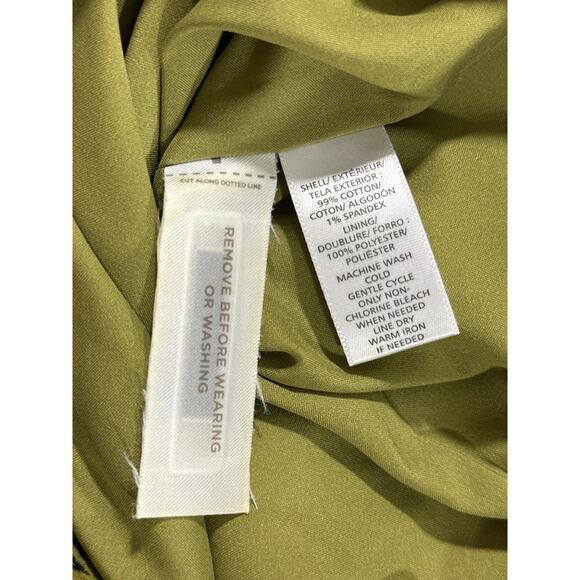 CUT ALONG DOTTED LINE
REMOVE BEFORE WEARING
OR WASHING
SHELL/ EXTÉRIEUR/
TELA EXTERIOR :
99% COTTON/
COTON/ ALGODÓN
1% SPANDEX
LINING/
DOUBLURE/ FORRO :
100% POLYESTER/
POLIÉSTER
MACHINE WASH
COLD
GENTLE CYCLE
ONLY NON-
CHLORINE BLEACH
WHEN NEEDED
LINE DRY
WARM IRON
IF NEEDED